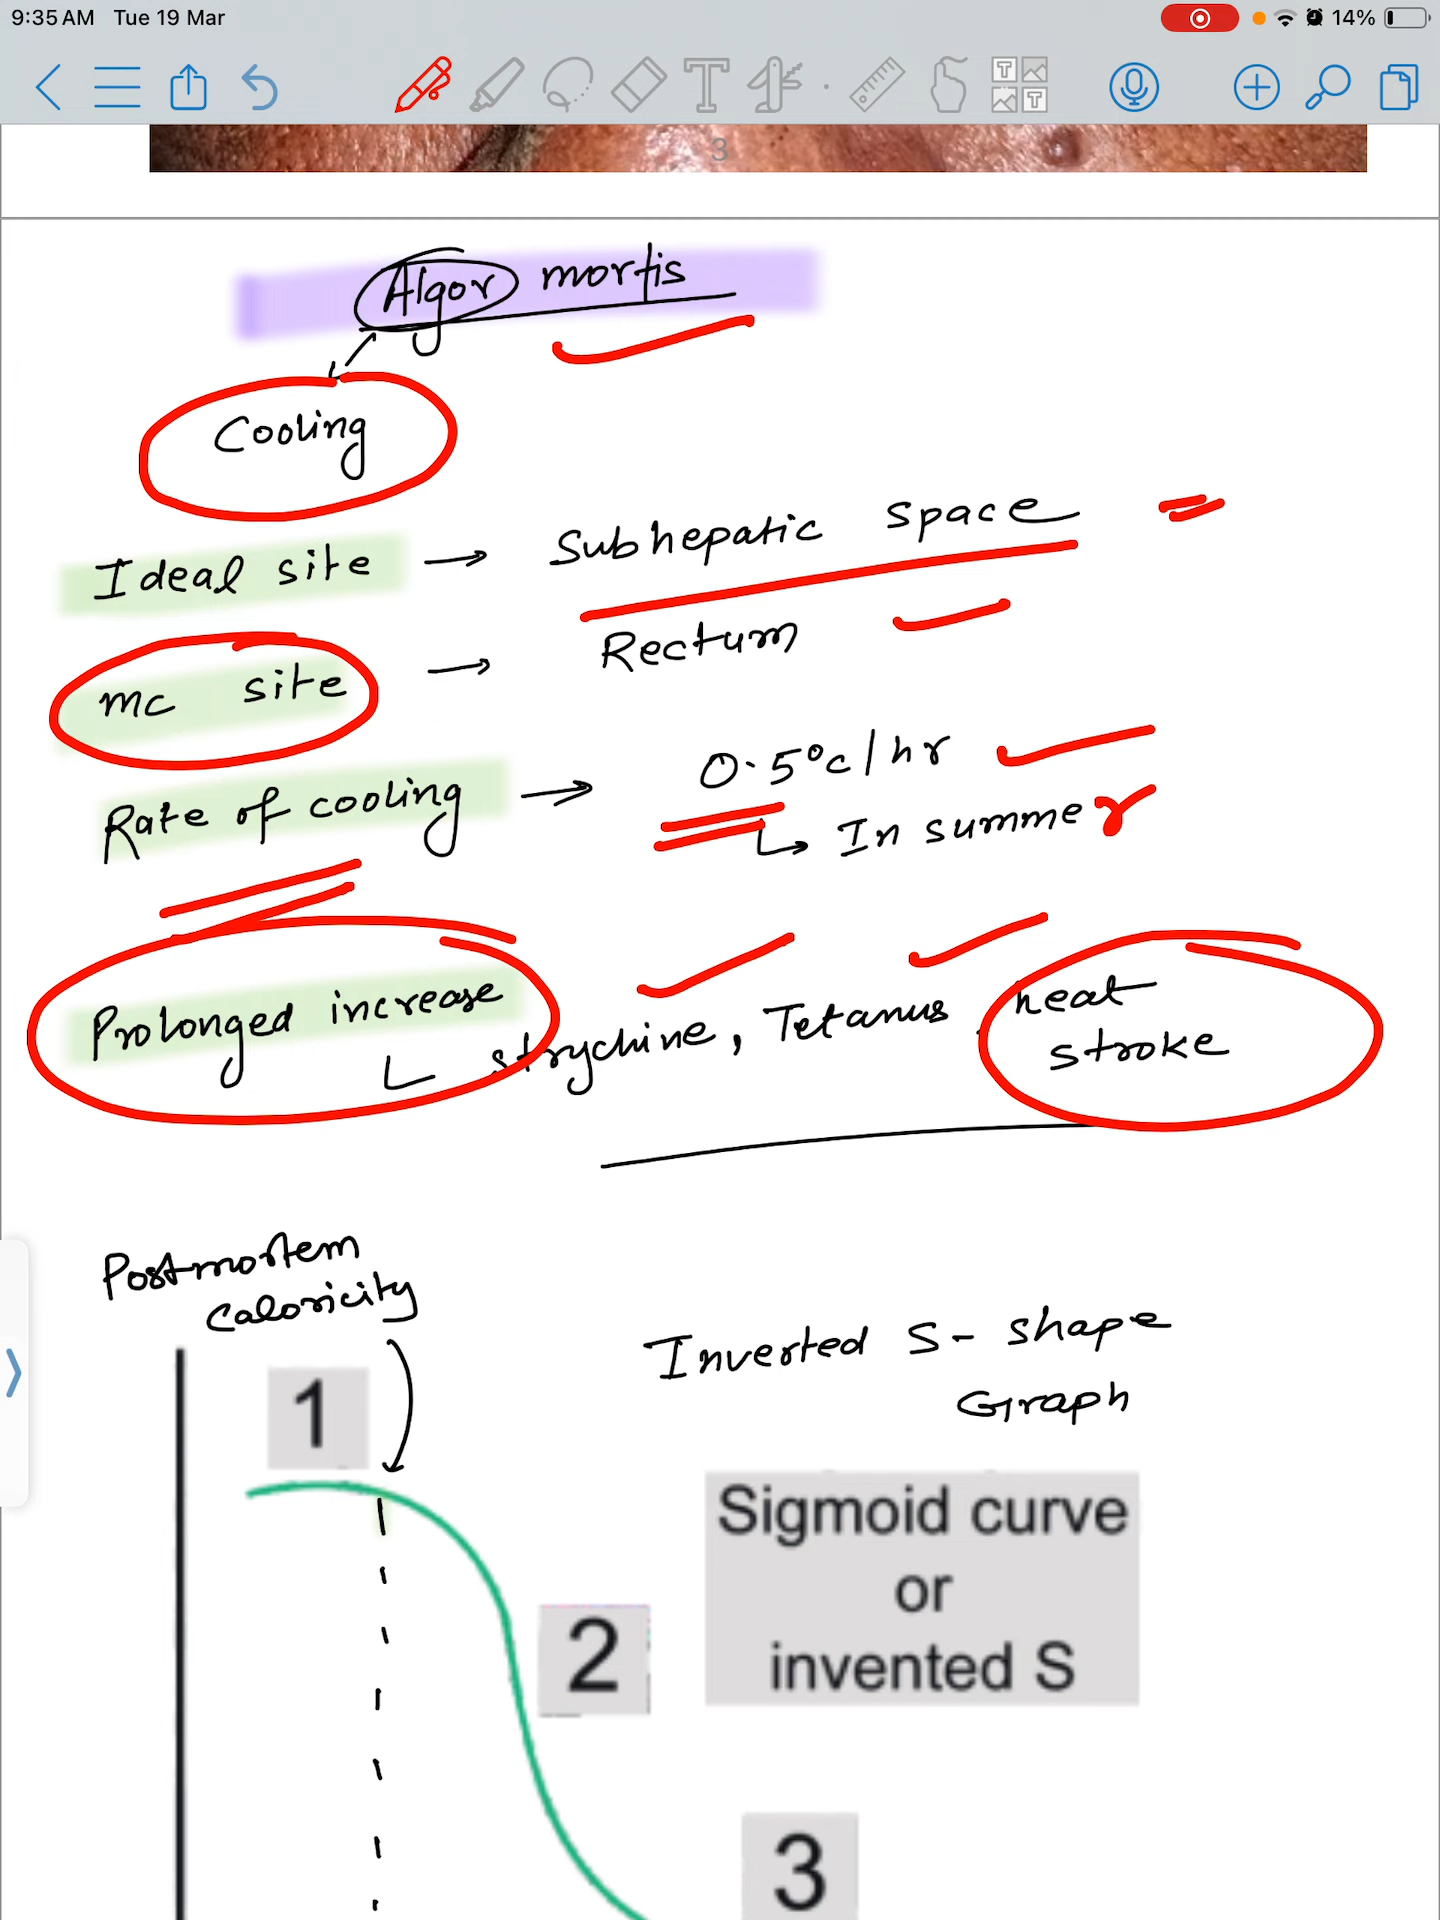 9:35 AM Tue 19 Mar
14%
3
Algor mortis
Cooling
Ideal site → Subhepatic space
mc site → Rectum
Rate of cooling → 0.5°c/hr
↳ In summer
Prolonged increase
strychine, Tetanus, heat
stroke
Postmortem
Caloricity
Inverted S-shape
Graph
1
Sigmoid curve
or
invented S
2
3